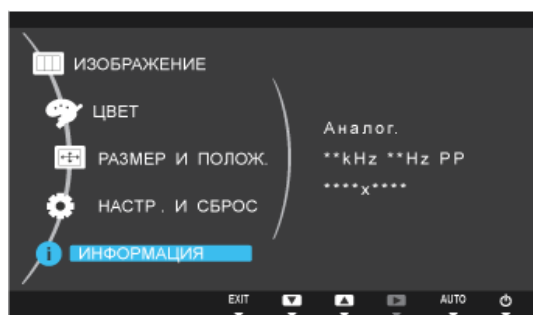 ИЗОБРАЖЕНИЕ
ЦВЕТ
РАЗМЕР И ПОЛОЖ.
НАСТР. И СБРОС
ИНФОРМАЦИЯ
Аналог.
**kHz **Hz PP
****x****
EXIT
AUTO